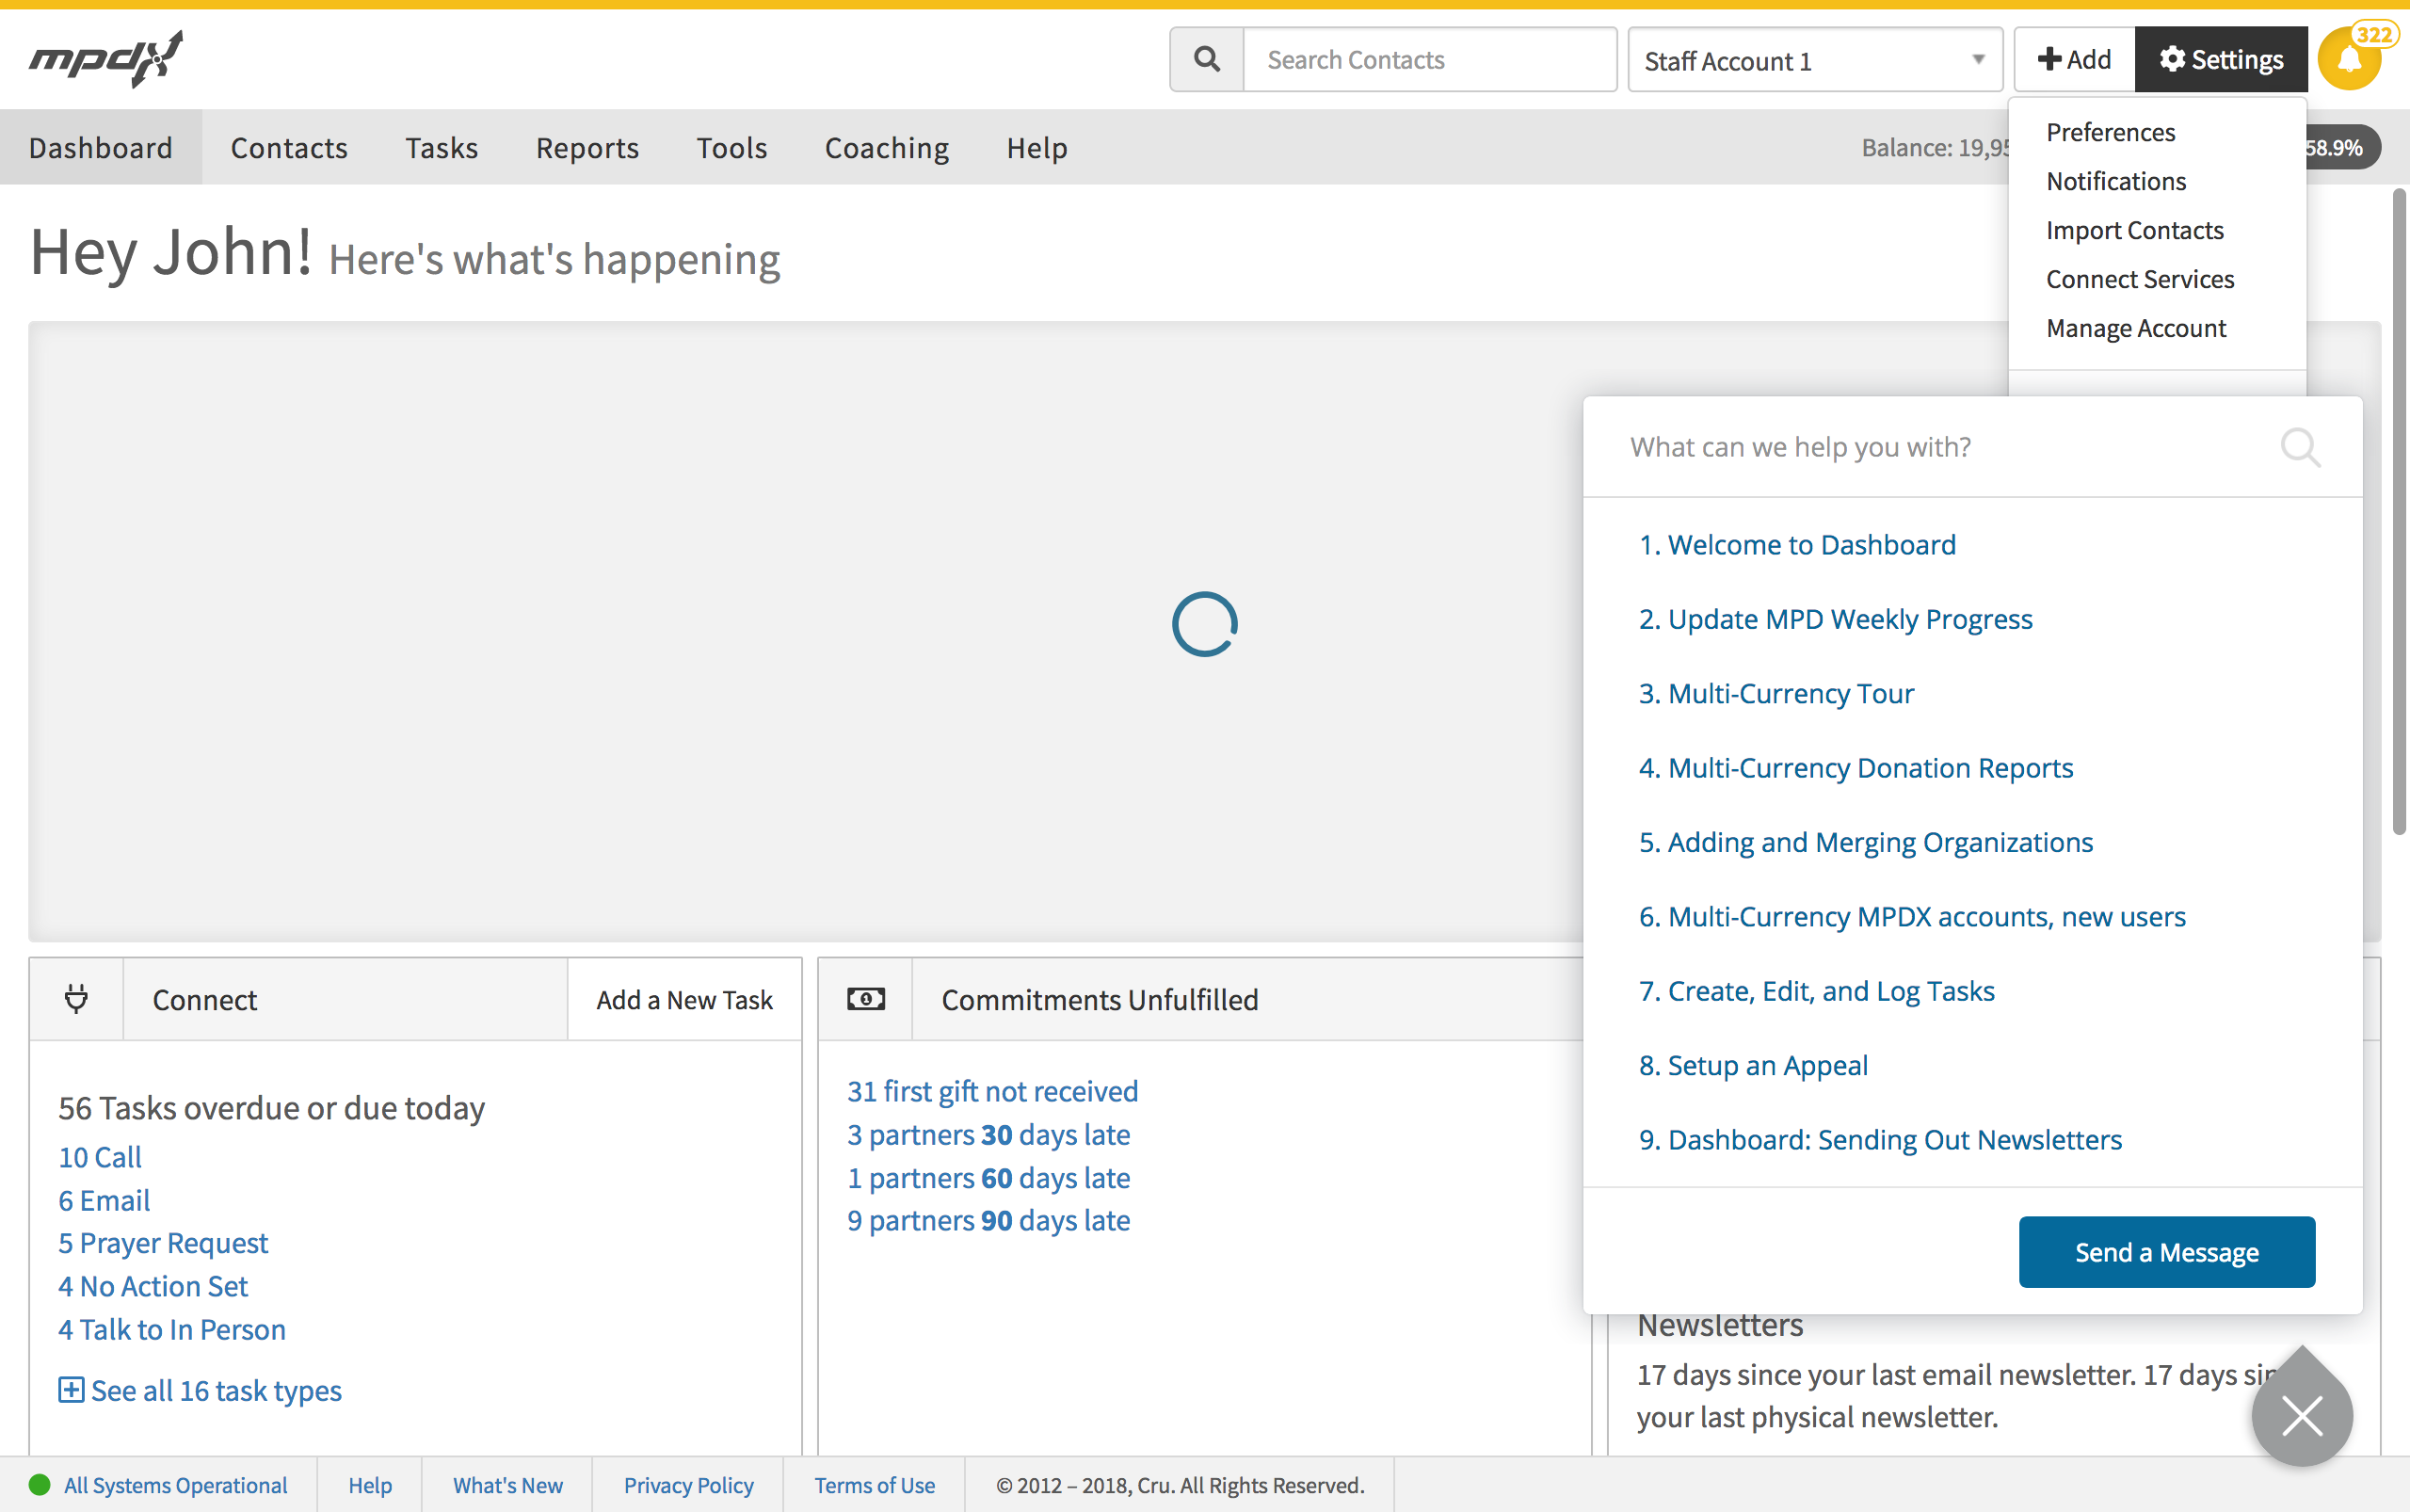 mpdx
Search Contacts
Staff Account 1
Add
Settings
322
Dashboard
Contacts
Tasks
Reports
Tools
Coaching
Help
Balance: 19,95
58.9%
Preferences
Notifications
Import Contacts
Connect Services
Manage Account
Hey John! Here's what's happening
What can we help you with?
1. Welcome to Dashboard
2. Update MPD Weekly Progress
3. Multi-Currency Tour
4. Multi-Currency Donation Reports
5. Adding and Merging Organizations
6. Multi-Currency MPDX accounts, new users
7. Create, Edit, and Log Tasks
8. Setup an Appeal
9. Dashboard: Sending Out Newsletters
Send a Message
Connect
Add a New Task
56 Tasks overdue or due today
10 Call
6 Email
5 Prayer Request
4 No Action Set
4 Talk to In Person
See all 16 task types
Commitments Unfulfilled
31 first gift not received
3 partners 30 days late
1 partners 60 days late
9 partners 90 days late
Newsletters
17 days since your last email newsletter. 17 days sin
your last physical newsletter.
All Systems Operational
Help
What's New
Privacy Policy
Terms of Use
© 2012 – 2018, Cru. All Rights Reserved.